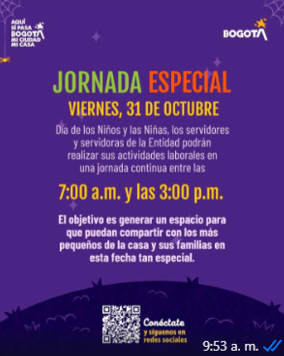 AQUÍ
SÍ PASA
BOGOTÁ
MI CIUDAD
MI CASA
BOGOTÁ
JORNADA ESPECIAL
VIERNES, 31 DE OCTUBRE
Día de los Niños y las Niñas, los servidores
y servidoras de la Entidad podrán
realizar sus actividades laborales en
una jornada continua entre las
7:00 a.m. y las 3:00 p.m.
El objetivo es generar un espacio para
que puedan compartir con los más
pequeños de la casa y sus familias en
esta fecha tan especial.
Conéctate
y síguenos en
redes sociales
9:53 a. m.